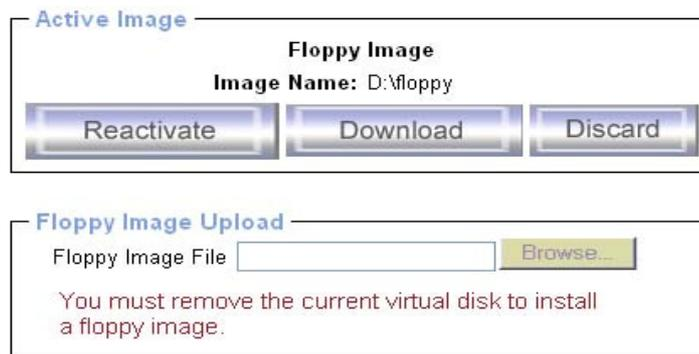 Active Image
Floppy Image
Image Name: D:\floppy
Reactivate Download Discard
Floppy Image Upload
Floppy Image File Browse...
You must remove the current virtual disk to install
a floppy image.